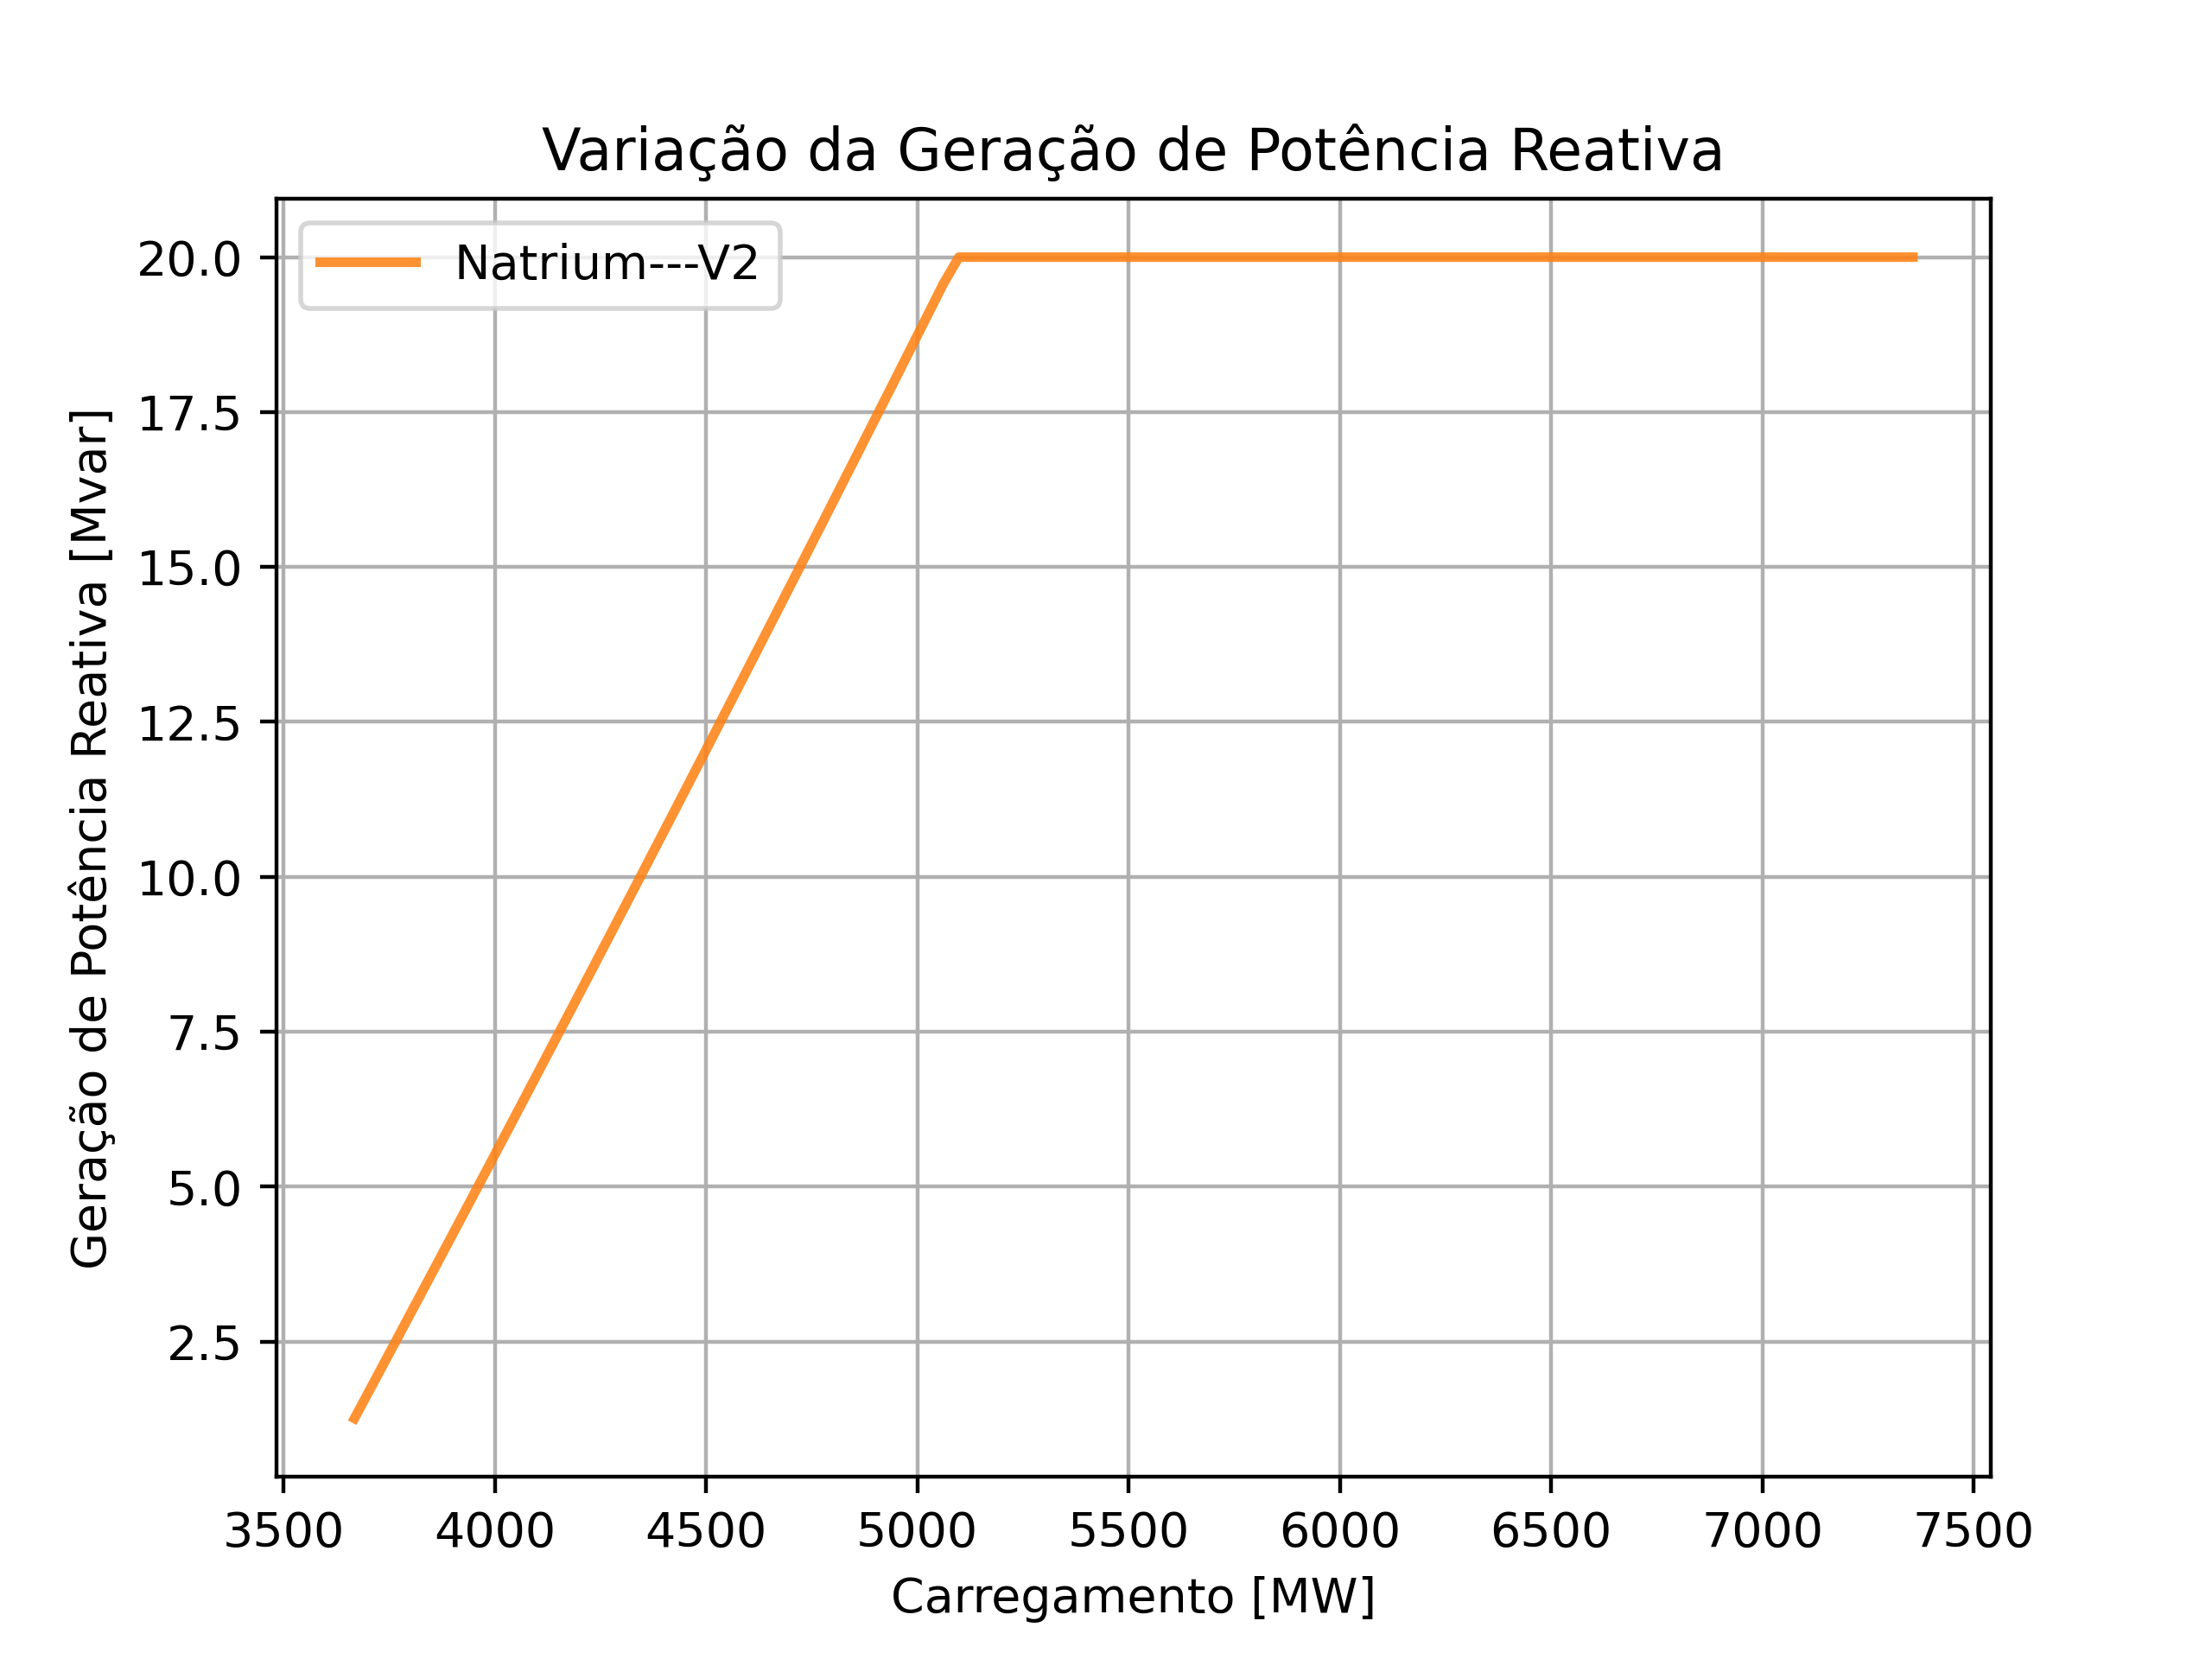 Variação da Geração de Potência Reativa
Natrium---V2
Geração de Potência Reativa [Mvar]
20.0
17.5
15.0
12.5
10.0
7.5
5.0
2.5
3500 4000 4500 5000 5500 6000 6500 7000 7500
Carregamento [MW]